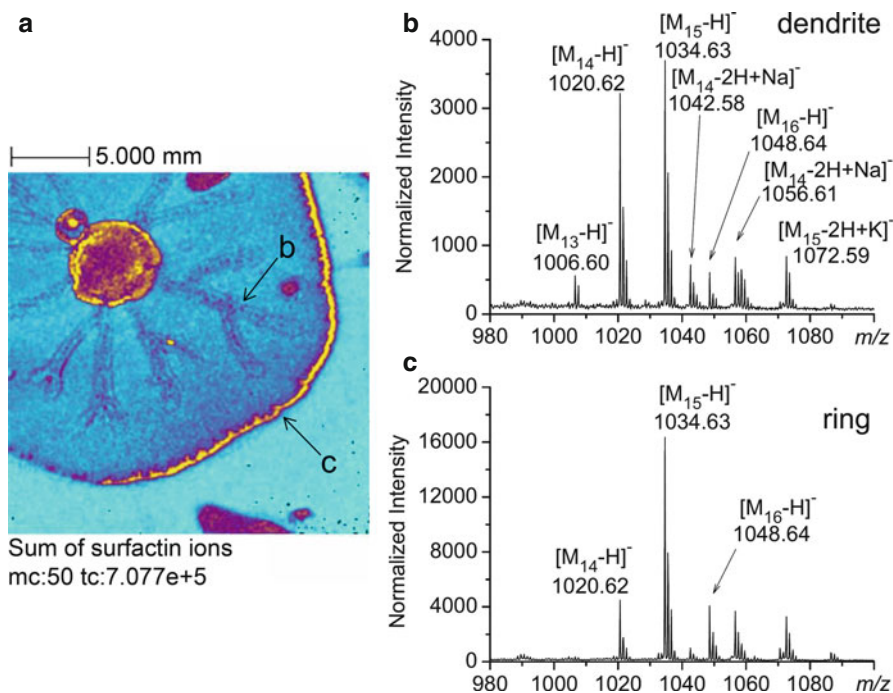 a
5.000 mm
b
c
Sum of surfactin ions
mc:50 tc:7.077e+5
b
dendrite
[M15-H]-
1034.63
[M14-H]-
1020.62
[M14-2H+Na]-
1042.58
[M16-H]-
1048.64
[M14-2H+Na]-
1056.61
[M13-H]-
1006.60
[M15-2H+K]-
1072.59
Normalized Intensity
4000
3000
2000
1000
0
980 1000 1020 1040 1060 1080 m/z
c
ring
[M15-H]-
1034.63
[M16-H]-
1048.64
[M14-H]-
1020.62
Normalized Intensity
20000
16000
12000
8000
4000
0
980 1000 1020 1040 1060 1080 m/z